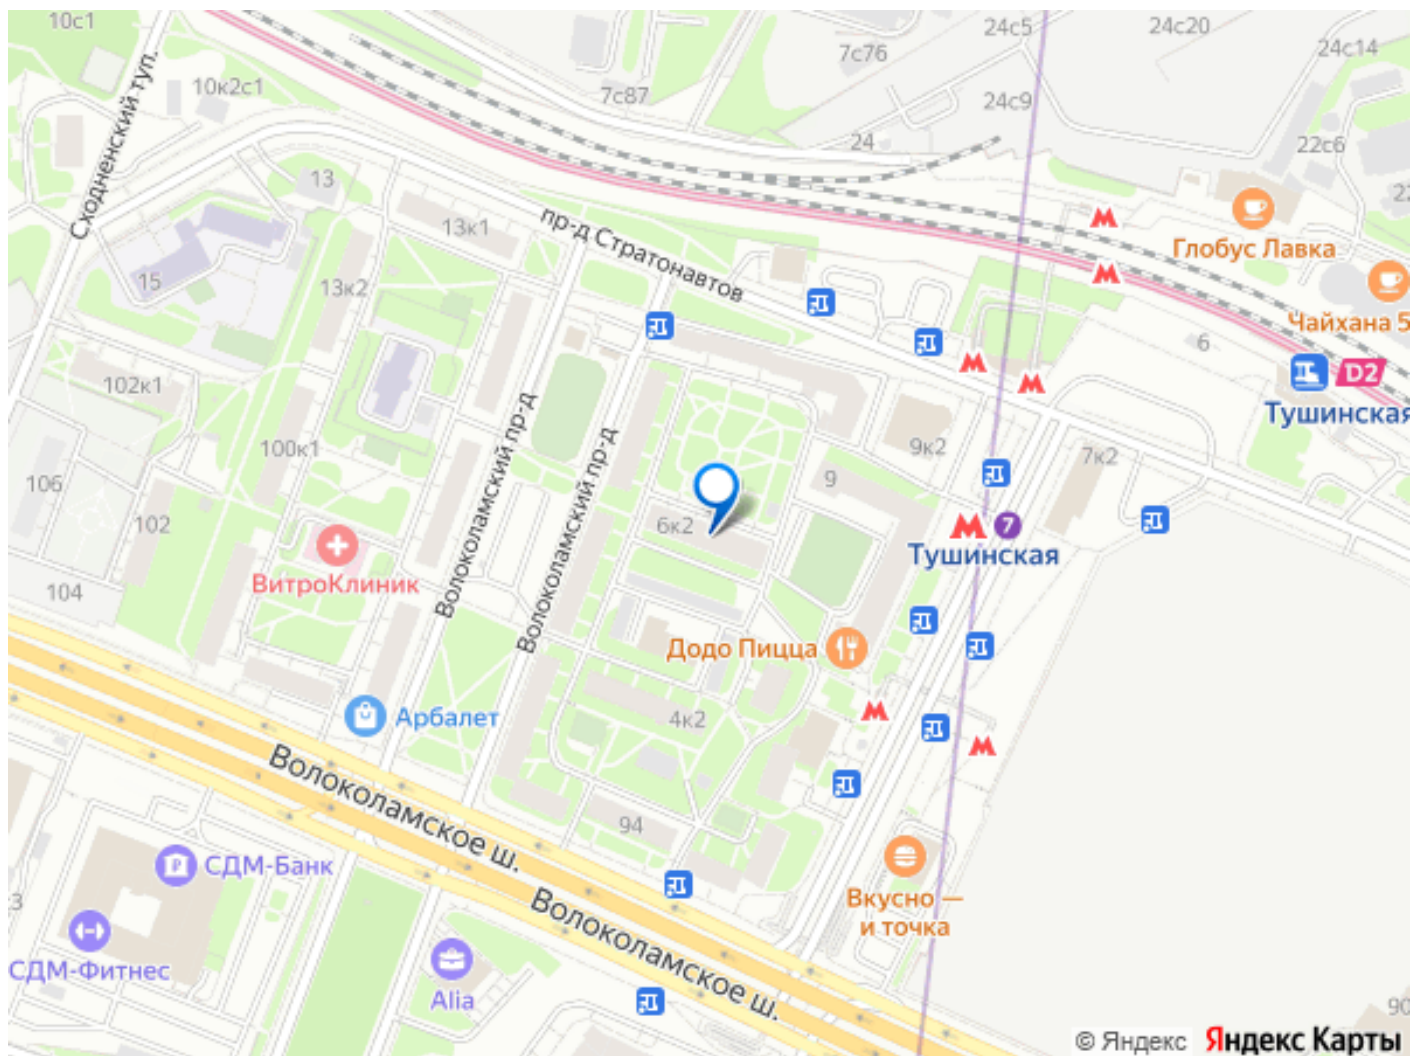 10с1
24с5
24с20
24с14
7с76
10к2с1
7с87
24с9
24
22с6
Сходненский туп.
13
22
Глобус Лавка
13к1
пр-д Стратонавтов
15
13к2
Чайхана 5
6
D2
Тушинская
102к1
Волоколамский пр-д
Волоколамский пр-д
100к1
9к2
7к2
9
106
102
6к2
7
Тушинская
ВитроКлиник
104
Додо Пицца
Арбалет
4к2
Волоколамское ш.
94
СДМ-Банк
Вкусно —
и точка
Волоколамское ш.
3
СДМ-Фитнес
Alia
90
© Яндекс Яндекс Карты